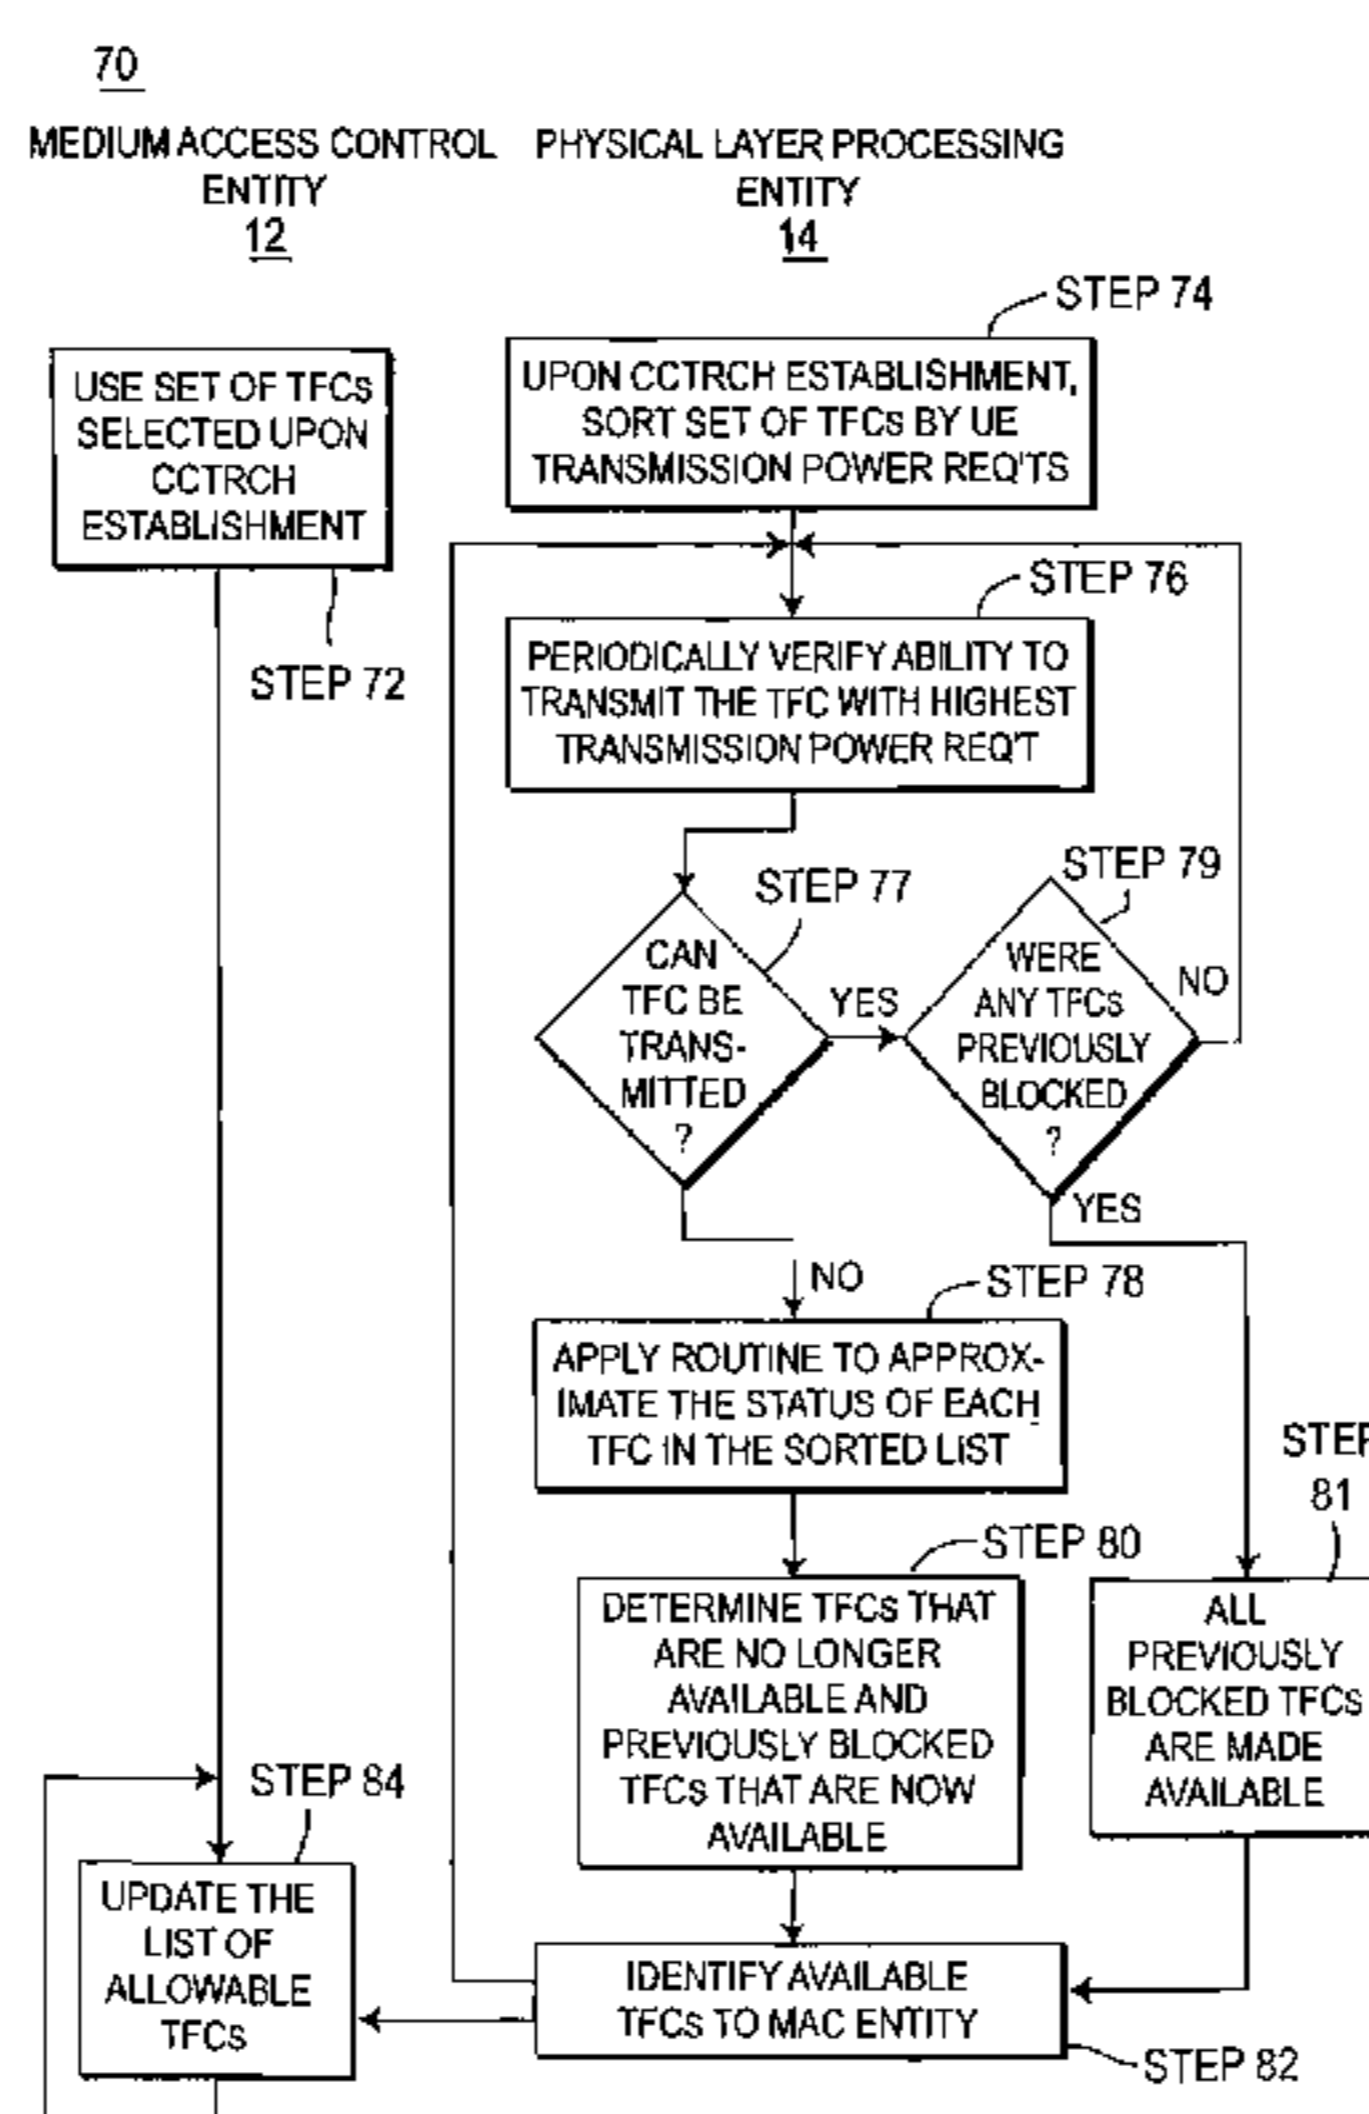 70
MEDIUM ACCESS CONTROL
ENTITY
12
PHYSICAL LAYER PROCESSING
ENTITY
14
STEP 74
USE SET OF TFCs
SELECTED UPON
CCTRCH
ESTABLISHMENT
STEP 72
UPON CCTRCH ESTABLISHMENT,
SORT SET OF TFCs BY UE
TRANSMISSION POWER REQ'TS
STEP 76
PERIODICALLY VERIFY ABILITY TO
TRANSMIT THE TFC WITH HIGHEST
TRANSMISSION POWER REQ'T
STEP 77
CAN
TFC BE
TRANS-
MITTED
?
YES
STEP 79
WERE
ANY TFCs
PREVIOUSLY
BLOCKED
?
NO
YES
NO
STEP 78
APPLY ROUTINE TO APPROX-
IMATE THE STATUS OF EACH
TFC IN THE SORTED LIST
STEP 80
DETERMINE TFCs THAT
ARE NO LONGER
AVAILABLE AND
PREVIOUSLY BLOCKED
TFCs THAT ARE NOW
AVAILABLE
STEP
81
ALL
PREVIOUSLY
BLOCKED TFCs
ARE MADE
AVAILABLE
STEP 84
UPDATE THE
LIST OF
ALLOWABLE
TFCs
IDENTIFY AVAILABLE
TFCs TO MAC ENTITY
STEP 82